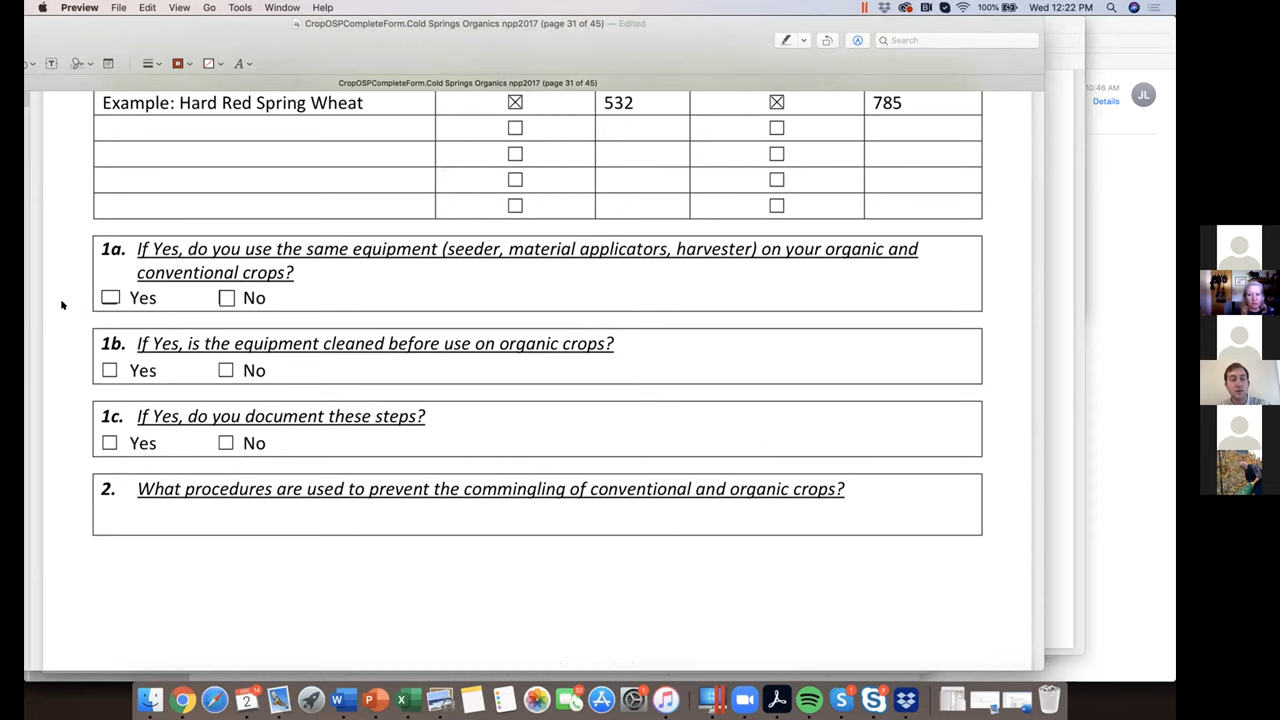 Preview File Edit View Go Tools Window Help 100% Wed 12:22 PM
CropOSPCompleteForm.Cold Springs Organics npp2017 (page 31 of 45) — Edited
Search
CropOSPCompleteForm.Cold Springs Organics npp2017 (page 31 of 45)
10:46 AM
Details
JL
Example: Hard Red Spring Wheat 532 785
1a. If Yes, do you use the same equipment (seeder, material applicators, harvester) on your organic and
conventional crops?
Yes No
1b. If Yes, is the equipment cleaned before use on organic crops?
Yes No
1c. If Yes, do you document these steps?
Yes No
2. What procedures are used to prevent the commingling of conventional and organic crops?